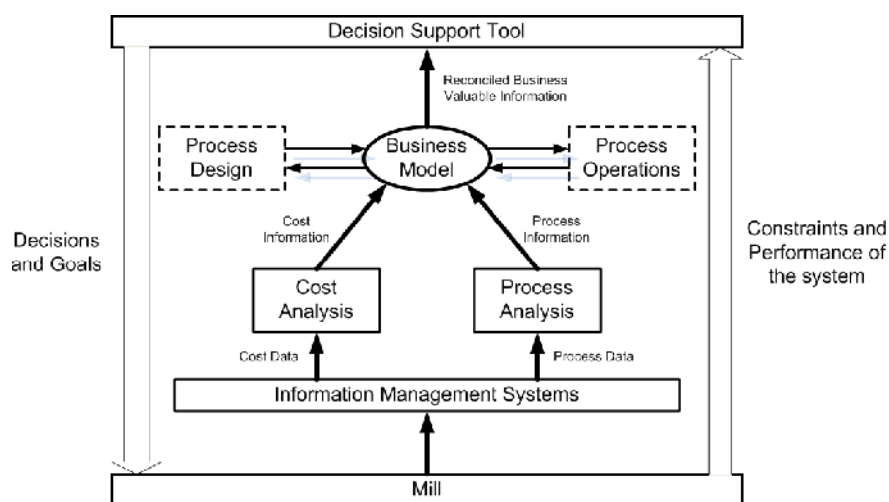 Decision Support Tool
Reconciled Business
Valuable Information
Process
Design
Business
Model
Process
Operations
Cost
Information
Process
Information
Decisions
and Goals
Constraints and
Performance of
the system
Cost
Analysis
Process
Analysis
Cost Data
Process Data
Information Management Systems
Mill